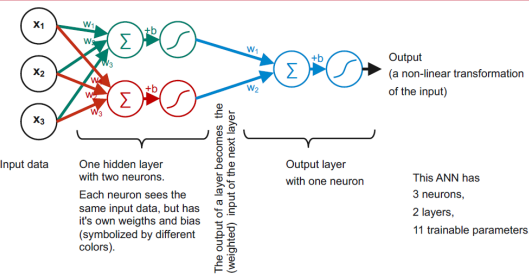 x1
x2
x3
w1
w2
w3
Σ
+b
w1
w2
w3
Σ
+b
w1
w2
Σ
+b
Output
(a non-linear transformation
of the input)
Input data
One hidden layer
with two neurons.
Each neuron sees the
same input data, but has
it's own weigths and bias
(symbolized by different
colors).
The output of a layer becomes the
(weighted) input of the next layer
Output layer
with one neuron
This ANN has
3 neurons,
2 layers,
11 trainable parameters